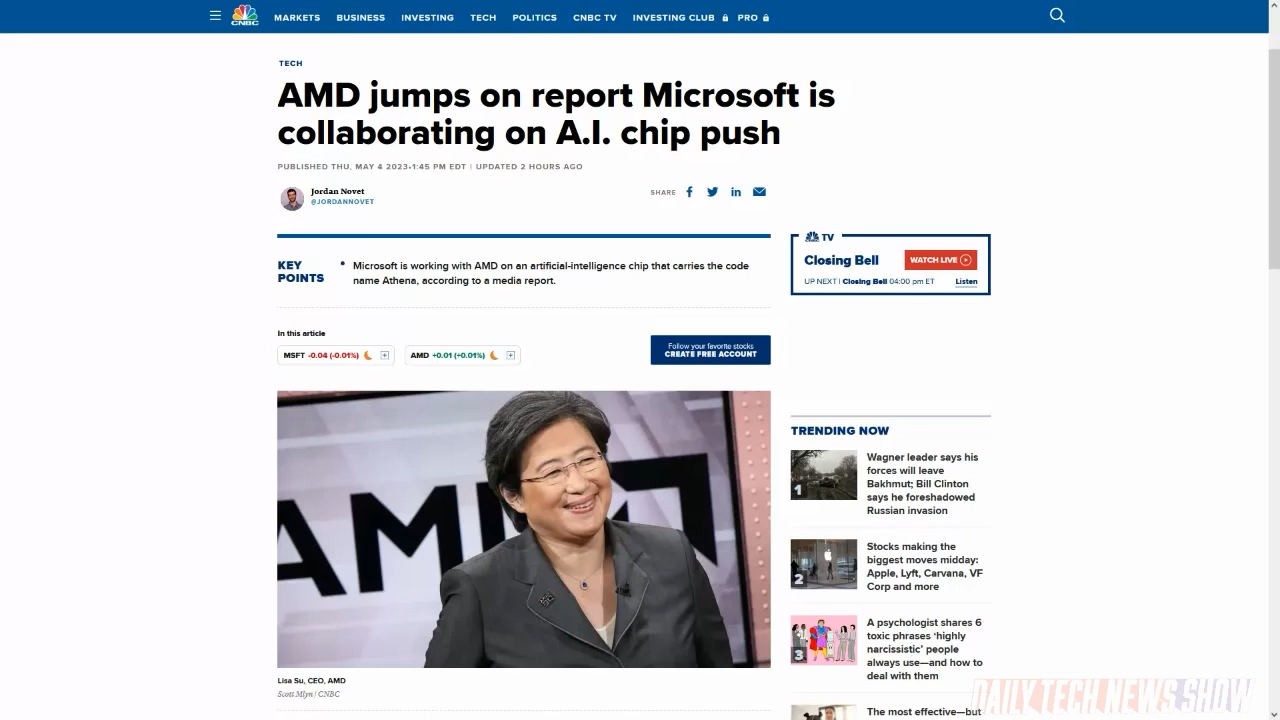 CNBC
MARKETS BUSINESS INVESTING TECH POLITICS CNBC TV INVESTING CLUB PRO
TECH
AMD jumps on report Microsoft is
collaborating on A.I. chip push
PUBLISHED THU, MAY 4 2023•1:45 PM EDT | UPDATED 2 HOURS AGO
Jordan Novet
@JORDANNOVET
SHARE
KEY
POINTS
• Microsoft is working with AMD on an artificial-intelligence chip that carries the code
name Athena, according to a media report.
TV
Closing Bell
WATCH LIVE
UP NEXT | Closing Bell 04:00 pm ET
Listen
In this article
MSFT -0.04 (-0.01%)
AMD +0.01 (+0.01%)
Follow your favorite stocks
CREATE FREE ACCOUNT
AMD
Lisa Su, CEO, AMD
Scott Mlyn | CNBC
TRENDING NOW
1
Wagner leader says his
forces will leave
Bakhmut; Bill Clinton
says he foreshadowed
Russian invasion
2
Stocks making the
biggest moves midday:
Apple, Lyft, Carvana, VF
Corp and more
3
A psychologist shares 6
toxic phrases ‘highly
narcissistic’ people
always use—and how to
deal with them
The most effective—but
DAILY TECH NEWS SHOW